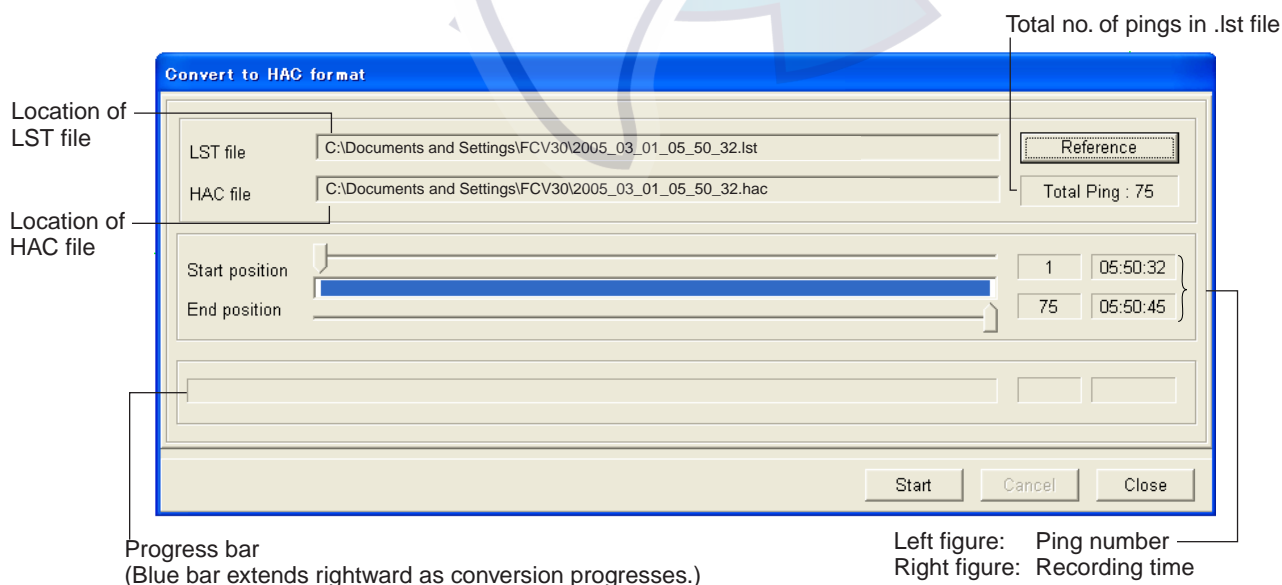 Total no. of pings in .lst file
Convert to HAC format
Location of
LST file
LST file
C:\Documents and Settings\FCV30\2005_03_01_05_50_32.lst
Reference
HAC file
C:\Documents and Settings\FCV30\2005_03_01_05_50_32.hac
Total Ping : 75
Location of
HAC file
Start position
1
05:50:32
End position
75
05:50:45
Start
Cancel
Close
Progress bar
(Blue bar extends rightward as conversion progresses.)
Left figure: Ping number
Right figure: Recording time